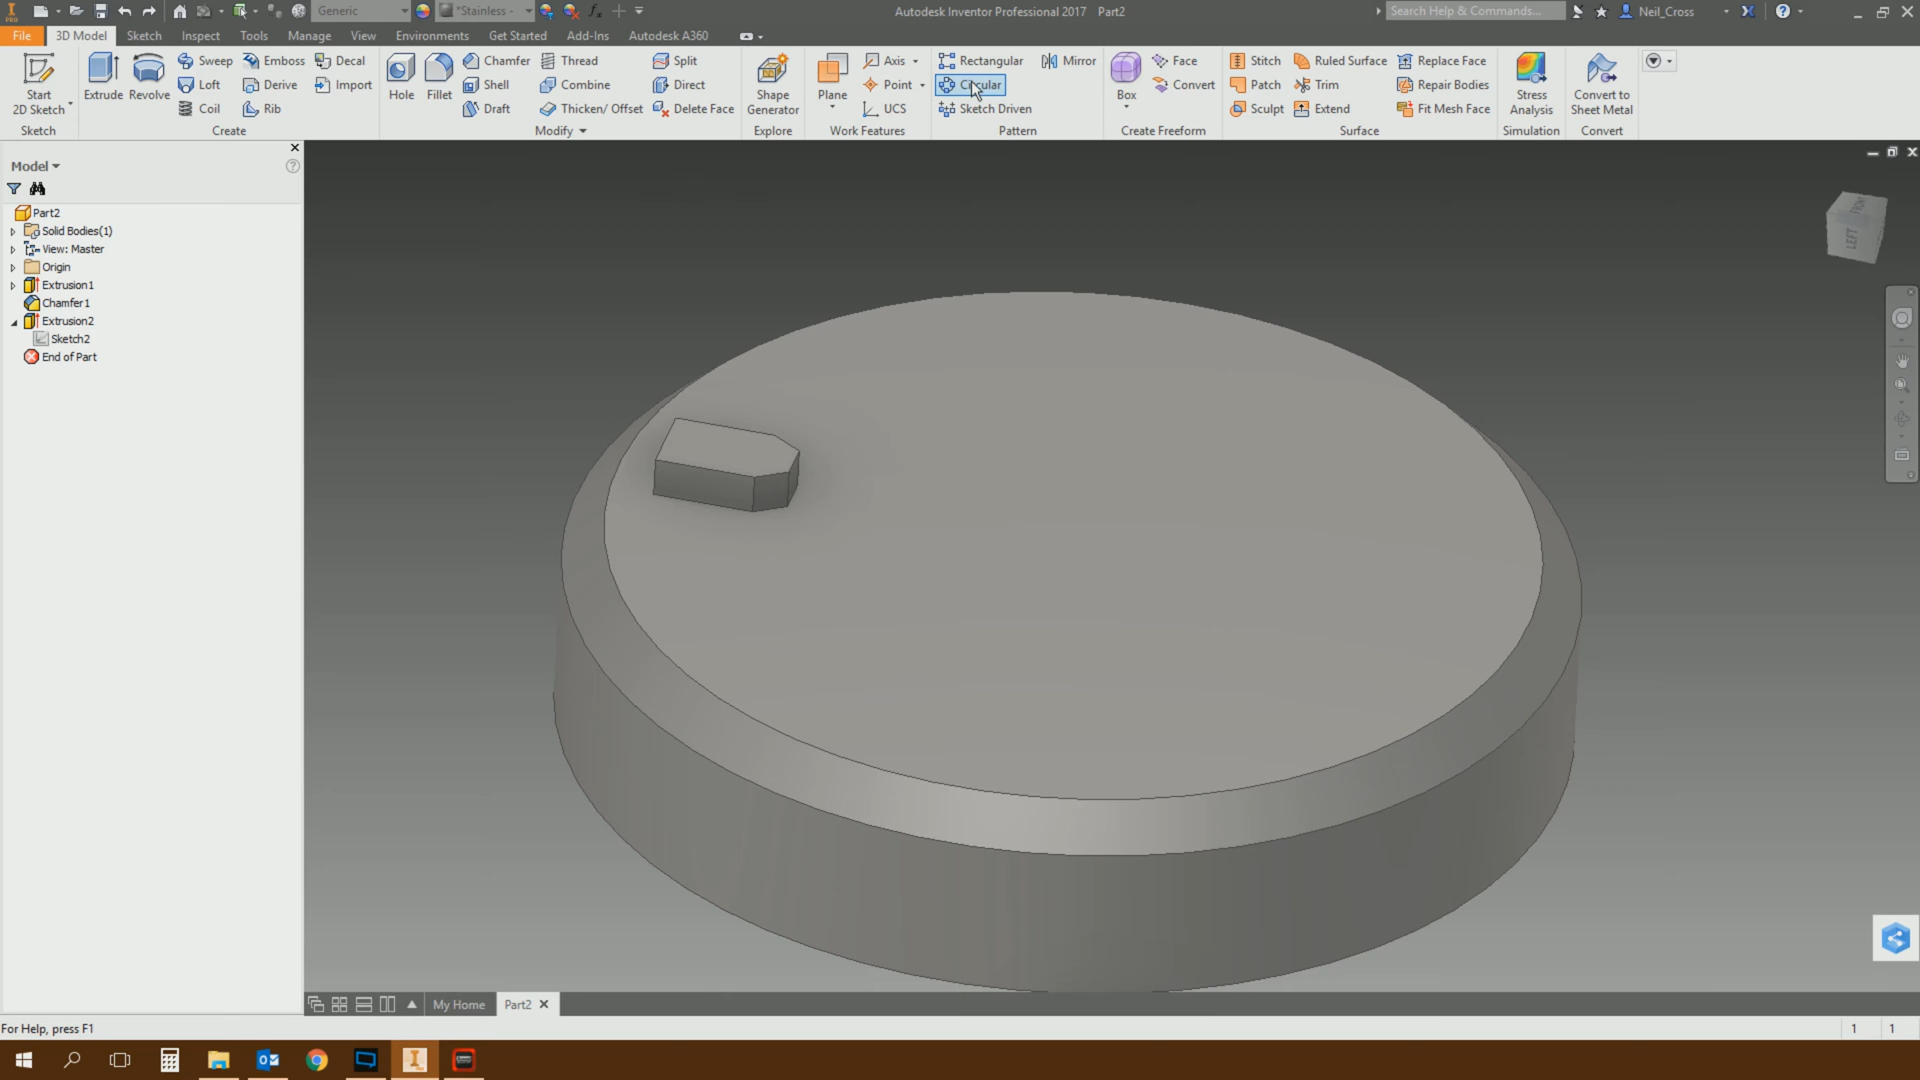 PRO Generic *Stainless - Autodesk Inventor Professional 2017 Part2 Search Help & Commands... Neil_Cross
File 3D Model Sketch Inspect Tools Manage View Environments Get Started Add-Ins Autodesk A360
Start
2D Sketch
Sketch
Extrude Revolve
Sweep Emboss Decal
Loft Derive Import
Coil Rib
Create
Hole Fillet
Chamfer Thread Split
Shell Combine Direct
Draft Thicken/ Offset Delete Face
Modify
Shape
Generator
Explore
Plane
Axis
Point
UCS
Work Features
Rectangular Mirror
Circular
Sketch Driven
Pattern
Box
Face
Convert
Create Freeform
Stitch Ruled Surface Replace Face
Patch Trim Repair Bodies
Sculpt Extend Fit Mesh Face
Surface
Stress
Analysis
Simulation
Convert to
Sheet Metal
Convert
Model
Part2
Solid Bodies(1)
View: Master
Origin
Extrusion1
Chamfer1
Extrusion2
Sketch2
End of Part
FRONT
LEFT
My Home Part2
For Help, press F1 1 1